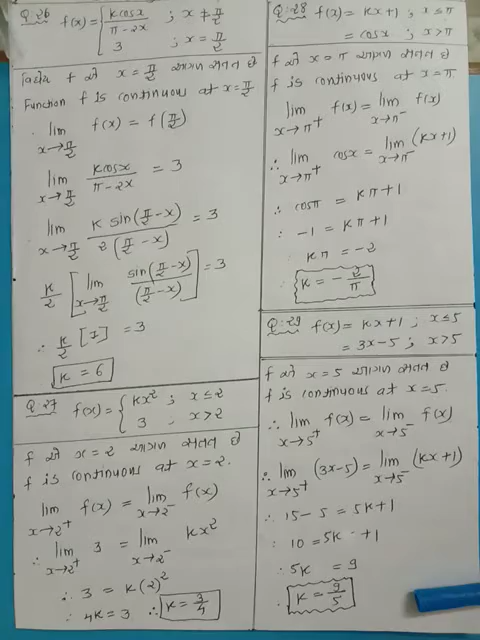 Q:26 f(x) = { k cosx / π-2x ; x ≠ π/2
3 ; x = π/2
f એ x = π/2 આગળ સતત છે
Function f is continuous at x = π/2
∴ lim x→π/2 f(x) = f(π/2)
lim x→π/2 k cosx / π-2x = 3
lim x→π/2 k sin(π/2 - x) / 2(π/2 - x) = 3
k/2 [ lim x→π/2 sin(π/2 - x) / (π/2 - x) ] = 3
∴ k/2 [1] = 3
k = 6
Q:27 f(x) = { kx² ; x ≤ 2
3 , x > 2
f એ x = 2 આગળ સતત છે
f is continuous at x = 2.
lim x→2⁺ f(x) = lim x→2⁻ f(x)
∴ lim x→2⁺ 3 = lim x→2⁻ kx²
∴ 3 = k(2)²
∴ 4k = 3 ∴ k = 3/4
Q:28 f(x) = kx+1 ; x ≤ π
= cosx ; x > π
f એ x = π આગળ સતત છે
f is continuous at x = π
lim x→π⁺ f(x) = lim x→π⁻ f(x)
∴ lim x→π⁺ cosx = lim x→π⁻ (kx+1)
∴ cosπ = kπ+1
∴ -1 = kπ+1
kπ = -2
∴ k = - 2/π
Q:29 f(x) = kx+1 ; x ≤ 5
= 3x-5 ; x > 5
f એ x = 5 આગળ સતત છે
f is continuous at x = 5.
∴ lim x→5⁺ f(x) = lim x→5⁻ f(x)
∴ lim x→5⁺ (3x-5) = lim x→5⁻ (kx+1)
∴ 15-5 = 5k+1
∴ 10 = 5k +1
∴ 5k = 9
∴ k = 9/5